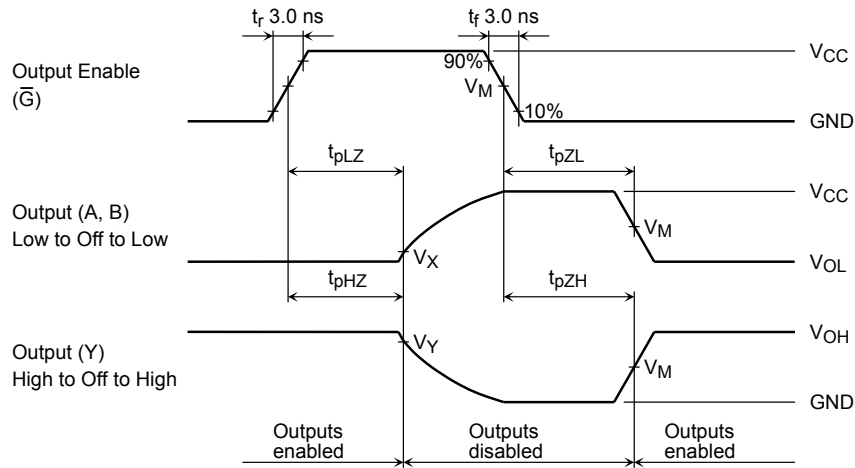 tr 3.0 ns
tf 3.0 ns
Output Enable
(G̅)
90%
VM
10%
VCC
GND
tpLZ
tpZL
Output (A, B)
Low to Off to Low
VX
VM
VCC
VOL
tpHZ
tpZH
Output (Y)
High to Off to High
VY
VM
VOH
GND
Outputs
enabled
Outputs
disabled
Outputs
enabled